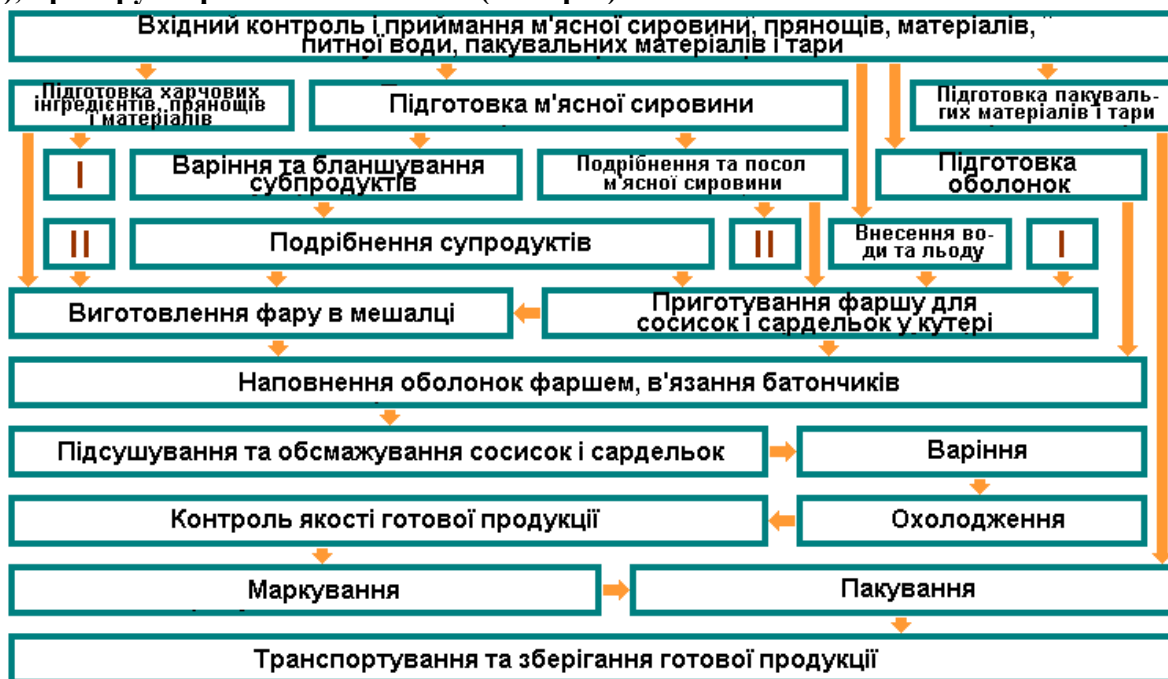 Вхідний контроль і приймання м'ясної сировини, прянощів, матеріалів,
питної води, пакувальних матеріалів і тари
Підготовка харчових
інгредієнтів, прянощів
і матеріалів
Підготовка м'ясної сировини
Підготовка пакуваль-
гих матеріалів і тари
I
Варіння та бланшування
субпродуктів
Подрібнення та посол
м'ясної сировини
Підготовка
оболонок
II
Подрібнення супродуктів
II
Внесення во-
ди та льоду
I
Виготовлення фару в мешалці
Приготування фаршу для
сосисок і сардельок у кутері
Наповнення оболонок фаршем, в'язання батончиків
Підсушування та обсмажування сосисок і сардельок
Варіння
Контроль якості готової продукції
Охолодження
Маркування
Пакування
Транспортування та зберігання готової продукції